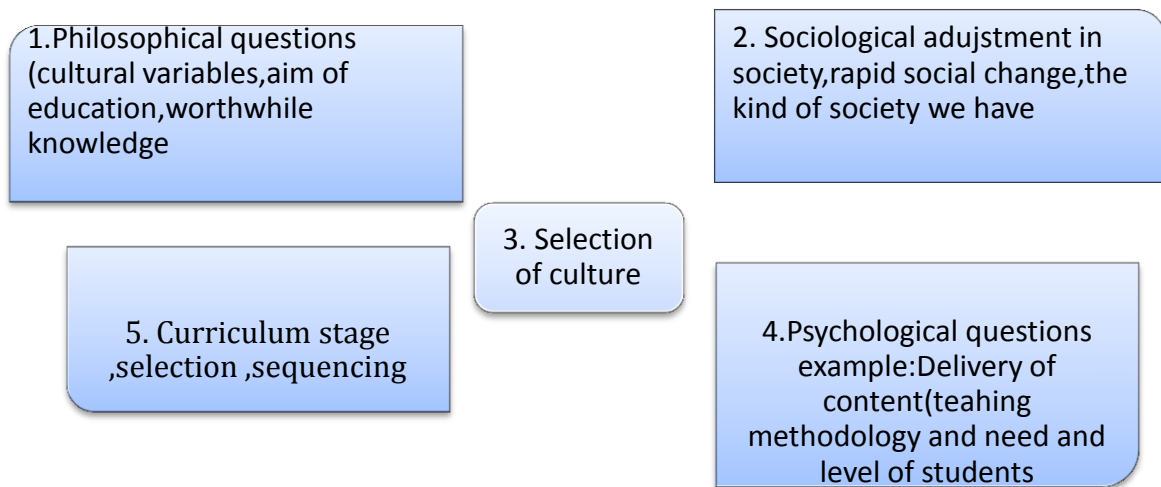 1.Philosophical questions
(cultural variables,aim of
education,worthwhile
knowledge
2. Sociological adujstment in
society,rapid social change,the
kind of society we have
3. Selection
of culture
4.Psychological questions
example:Delivery of
content(teahing
methodology and need and
level of students
5. Curriculum stage
,selection ,sequencing